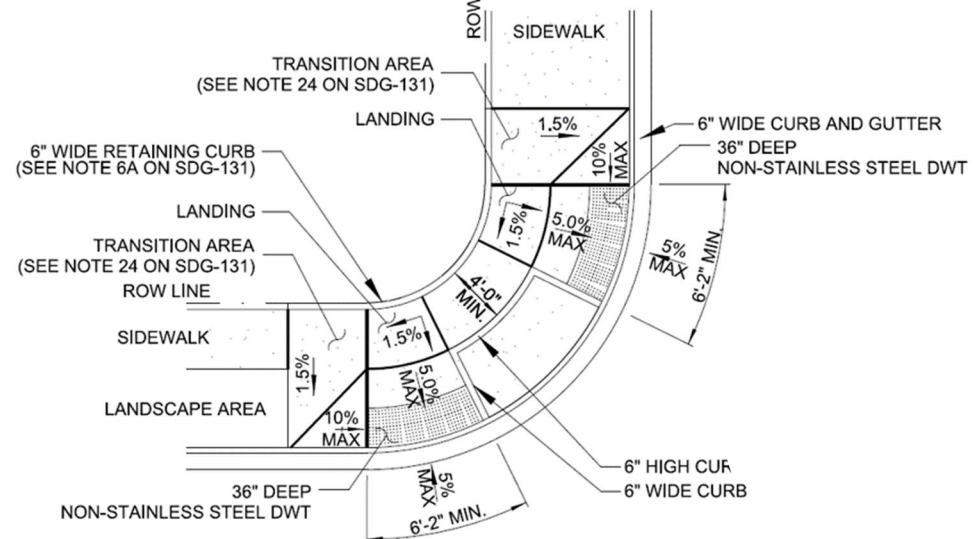 ROW
SIDEWALK
TRANSITION AREA
(SEE NOTE 24 ON SDG-131)
LANDING
1.5%
10%
MAX
6" WIDE CURB AND GUTTER
36" DEEP
NON-STAINLESS STEEL DWT
6" WIDE RETAINING CURB
(SEE NOTE 6A ON SDG-131)
LANDING
1.5%
5.0%
MAX
5%
MAX
6'-2" MIN.
TRANSITION AREA
(SEE NOTE 24 ON SDG-131)
ROW LINE
4'-0"
MIN.
SIDEWALK
1.5%
1.5%
5.0%
MAX
LANDSCAPE AREA
10%
MAX
6" HIGH CUR
6" WIDE CURB
36" DEEP
NON-STAINLESS STEEL DWT
5%
MAX
6'-2" MIN.